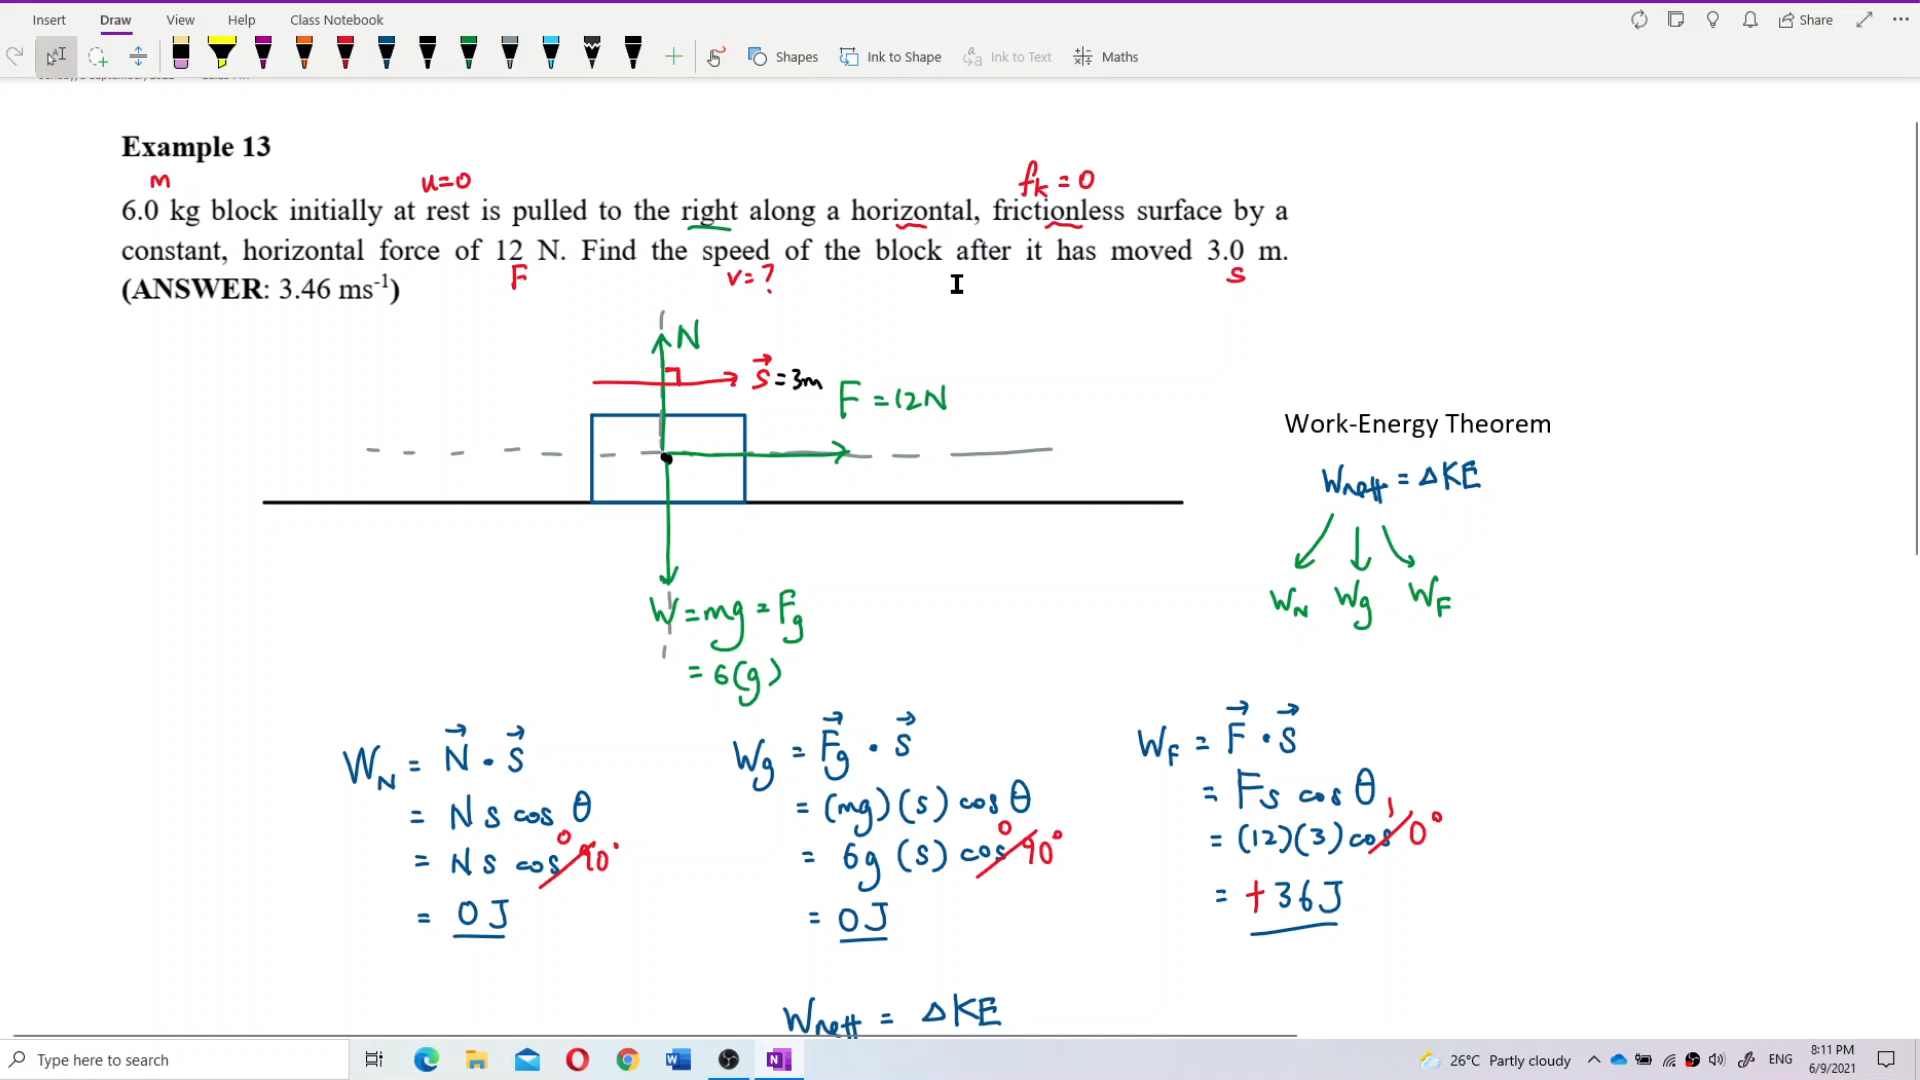 Insert Draw View Help Class Notebook Share
Shapes Ink to Shape Ink to Text Maths
Example 13
m u=0 fk = 0
6.0 kg block initially at rest is pulled to the right along a horizontal, frictionless surface by a
constant, horizontal force of 12 N. Find the speed of the block after it has moved 3.0 m.
F v=? s
(ANSWER: 3.46 ms⁻¹)
N
s⃗ = 3m
F = 12N
Work-Energy Theorem
Wnett = ΔKE
WN Wg WF
W = mg = Fg
= 6(g)
WN = N⃗ · s⃗
= N s cos θ
= N s cos 90° 0
= 0 J
Wg = F⃗g · s⃗
= (mg)(s) cos θ
= 6g (s) cos 90° 0
= 0J
WF = F⃗ · s⃗
= Fs cos θ
= (12)(3) cos 0° 1
= + 36J
Wnett = ΔKE
Type here to search
26°C Partly cloudy
ENG
8:11 PM
6/9/2021